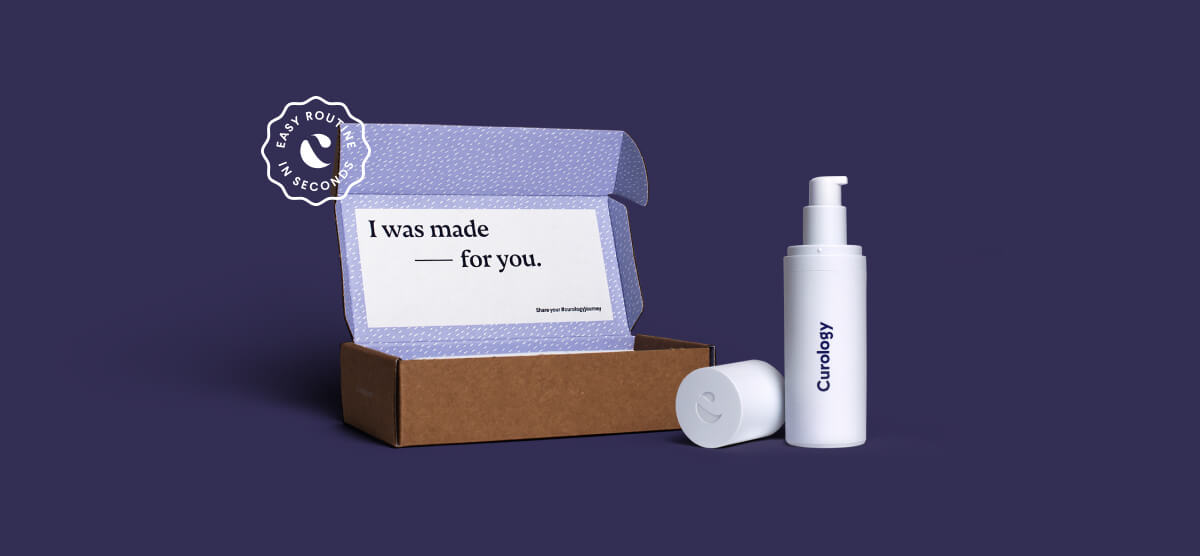 EASY ROUTINE
IN SECONDS
I was made
— for you.
Share your #curologyjourney
Curology